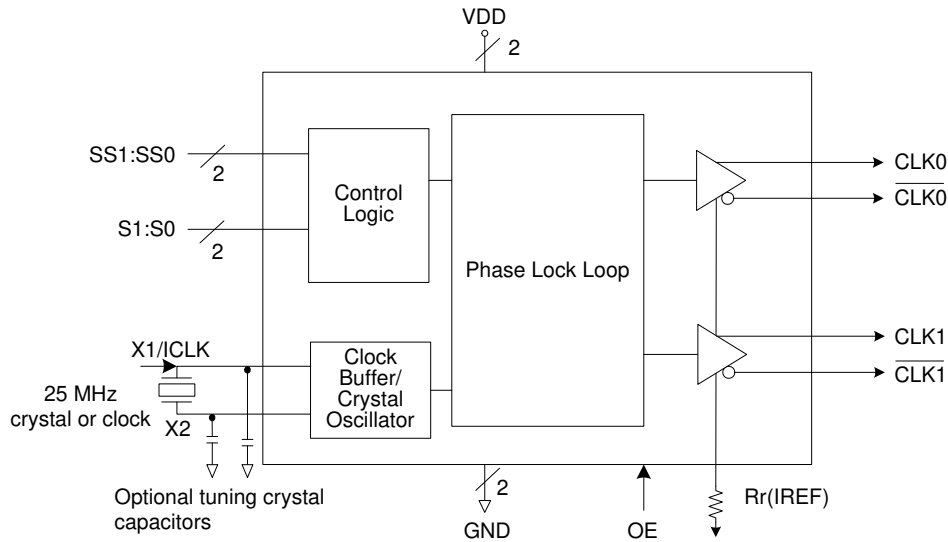 VDD
2
SS1:SS0
2
S1:S0
2
Control
Logic
Phase Lock Loop
CLK0
CLK0
CLK1
CLK1
X1/ICLK
25 MHz
crystal or clock
X2
Clock
Buffer/
Crystal
Oscillator
Optional tuning crystal
capacitors
2
GND
OE
Rr(IREF)